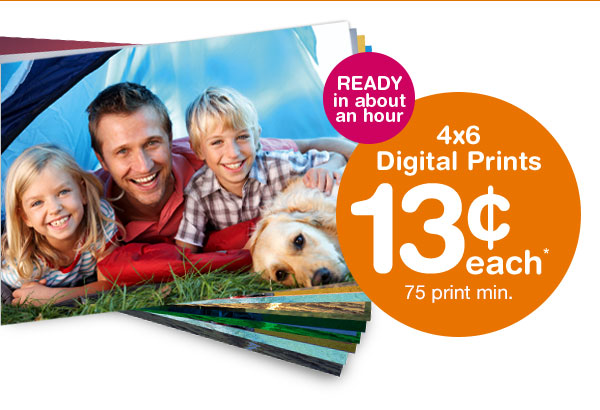 READY
in about
an hour
4x6
Digital Prints
13¢
each*
75 print min.